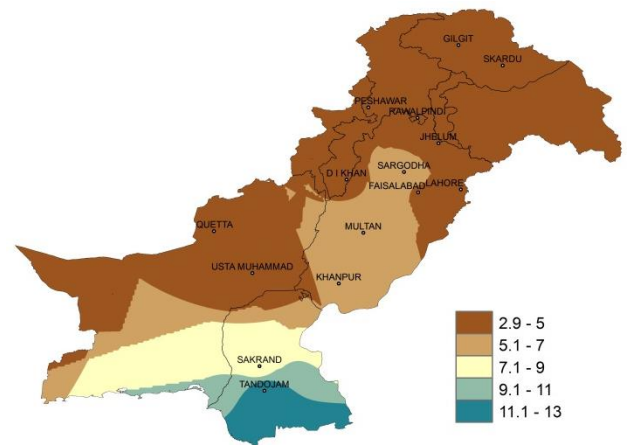 GILGIT
SKARDU
PESHAWAR
RAWALPINDI
JHELUM
SARGODHA
D I KHAN
FAISALABAD
LAHORE
QUETTA
MULTAN
USTA MUHAMMAD
KHANPUR
SAKRAND
TANDOJAM
2.9 - 5
5.1 - 7
7.1 - 9
9.1 - 11
11.1 - 13